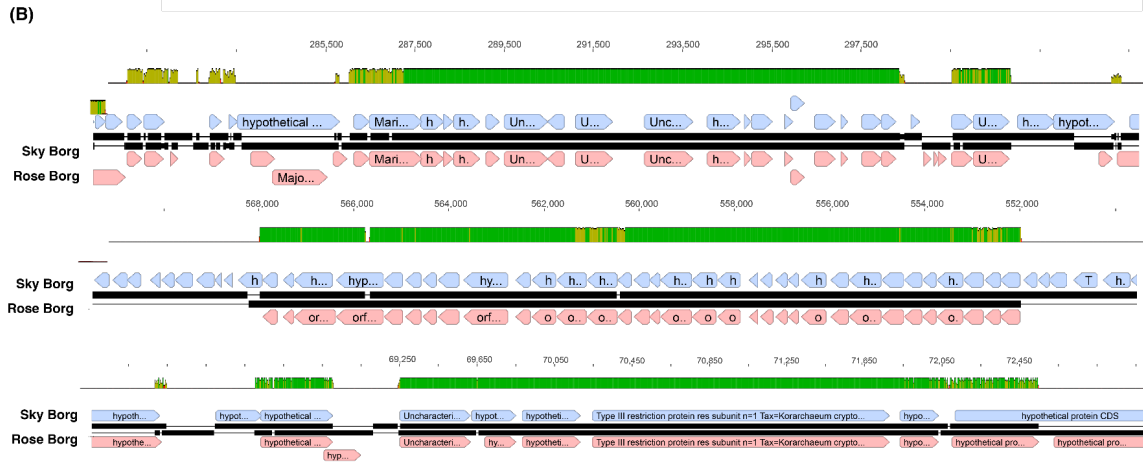 (B)
285,500 287,500 289,500 291,500 293,500 295,500 297,500
hypothetical ... Mari... h h.. Un... U... Unc... h... U... h... hypot...
Sky Borg
Mari... h h. Un... U... Unc... h... U...
Rose Borg
Majo...
568,000 566,000 564,000 562,000 560,000 558,000 556,000 554,000 552,000
Sky Borg
h h... hyp... hy... h h.. h... h.. h h h h... h. T h.
Rose Borg
or... orf... orf... o o... o... o.. o. o o o.. o.
69,250 69,650 70,050 70,450 70,850 71,250 71,650 72,050 72,450
Sky Borg
hypoth... hypot... hypothetical ... Uncharacteri... hypot... hypotheti... Type III restriction protein res subunit n=1 Tax=Korarchaeum crypto... hypo... hypothetical protein CDS
Rose Borg
hypothe... hypothetical ... Uncharacteri... hy... hypotheti... Type III restriction protein res subunit n=1 Tax=Korarchaeum crypto... hypo... hypothetical pro... hypothetical pro...
hyp...